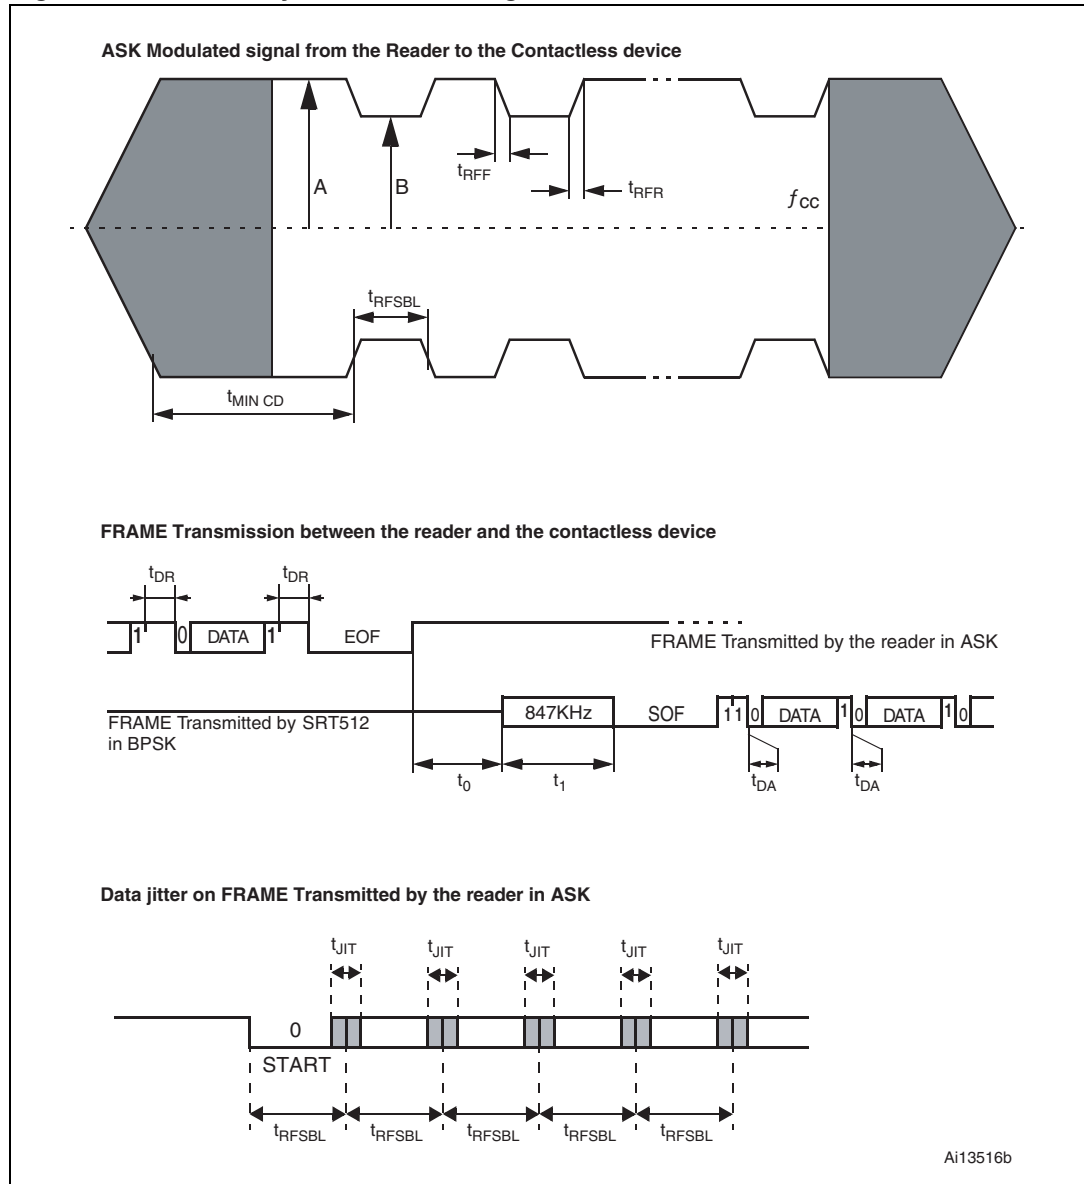 ASK Modulated signal from the Reader to the Contactless device
A
B
tRFF
tRFR
ƒcc
tRFSBL
tMIN CD
FRAME Transmission between the reader and the contactless device
tDR
tDR
1
0
DATA
1
EOF
FRAME Transmitted by the reader in ASK
847KHz
SOF
1 1 0
DATA
1 0
DATA
1 0
FRAME Transmitted by SRT512
in BPSK
t0
t1
tDA
tDA
Data jitter on FRAME Transmitted by the reader in ASK
tJIT
tJIT
tJIT
tJIT
tJIT
0
START
tRFSBL
tRFSBL
tRFSBL
tRFSBL
tRFSBL
Ai13516b